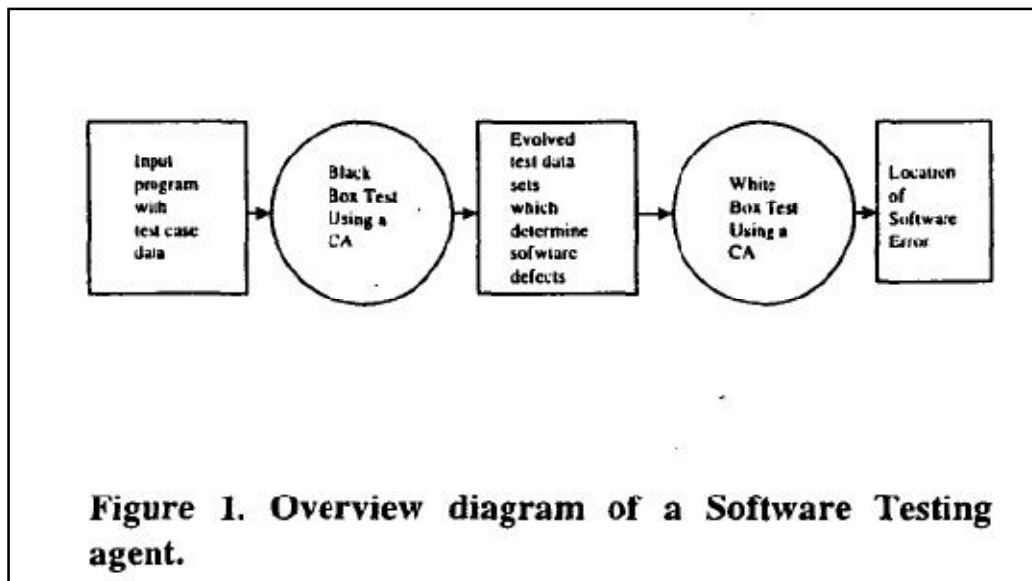 Input
program
with
test case
data
Black
Box Test
Using a
CA
Evolved
test data
sets
which
determine
sofwtare
defects
White
Box Test
Using a
CA
Location
of
Software
Error
Figure 1. Overview diagram of a Software Testing
agent.